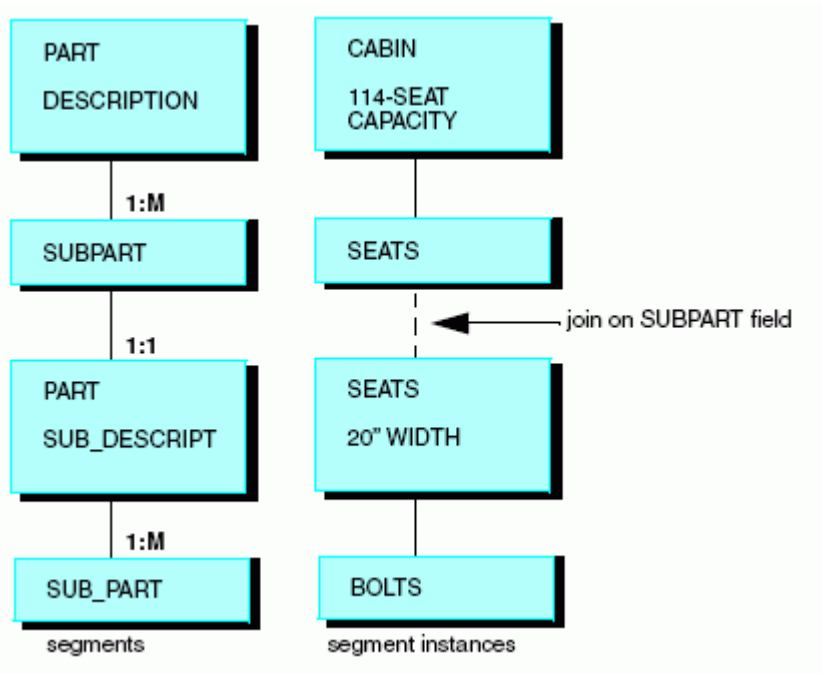 PART
DESCRIPTION
1:M
SUBPART
1:1
PART
SUB_DESCRIPT
1:M
SUB_PART
segments
CABIN
114-SEAT
CAPACITY
SEATS
join on SUBPART field
SEATS
20” WIDTH
BOLTS
segment instances